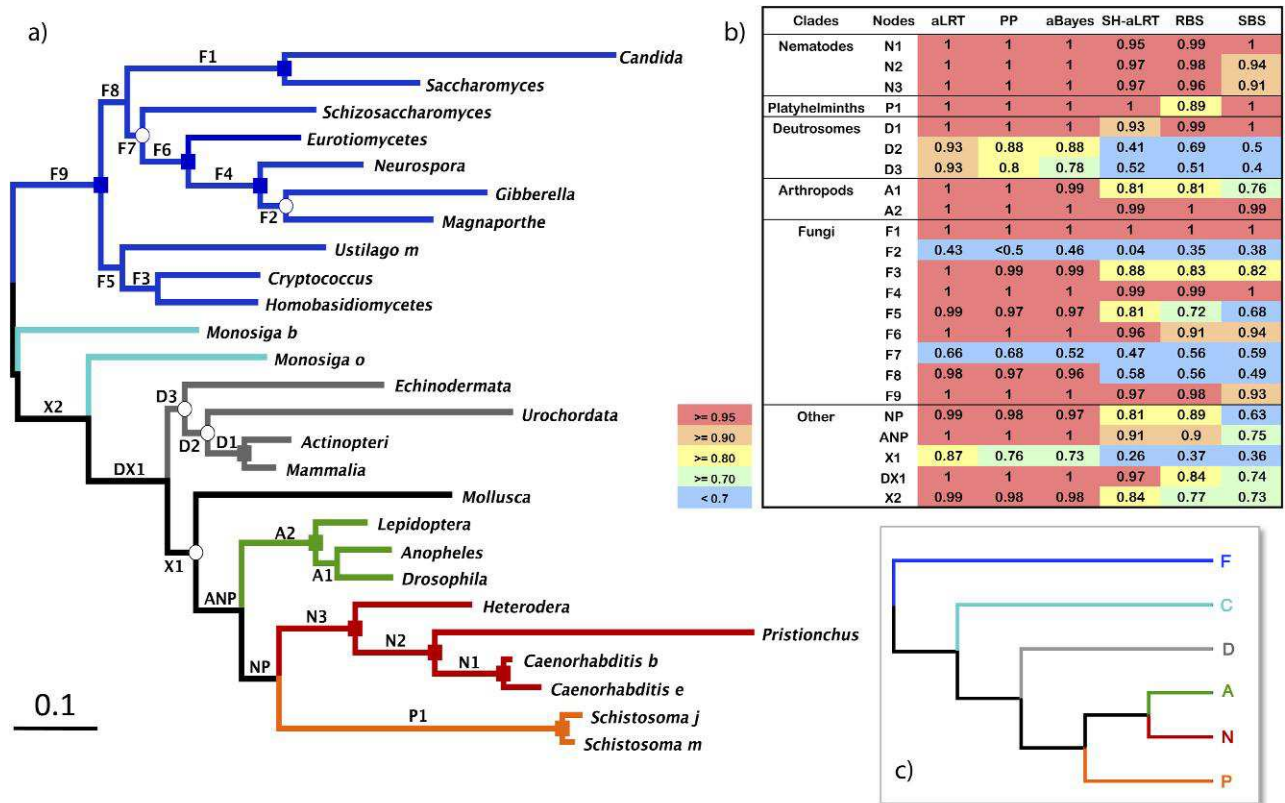 a)
F1
Candida
F8
Saccharomyces
Schizosaccharomyces
F7
F6
Eurotiomycetes
F9
F4
Neurospora
Gibberella
F2
Magnaporthe
Ustilago m
F5
F3
Cryptococcus
Homobasidiomycetes
Monosiga b
Monosiga o
X2
D3
Echinodermata
Urochordata
D2
D1
Actinopteri
Mammalia
DX1
Mollusca
X1
A2
Lepidoptera
Anopheles
A1
Drosophila
ANP
N3
Heterodera
N2
Pristionchus
NP
N1
Caenorhabditis b
Caenorhabditis e
P1
Schistosoma j
Schistosoma m
0.1
b)
Clades Nodes aLRT PP aBayes SH-aLRT RBS SBS
Nematodes N1 1 1 1 0.95 0.99 1
N2 1 1 1 0.97 0.98 0.94
N3 1 1 1 0.97 0.96 0.91
Platyhelminths P1 1 1 1 1 0.89 1
Deutrosomes D1 1 1 1 0.93 0.99 1
D2 0.93 0.88 0.88 0.41 0.69 0.5
D3 0.93 0.8 0.78 0.52 0.51 0.4
Arthropods A1 1 1 0.99 0.81 0.81 0.76
A2 1 1 1 0.99 1 0.99
Fungi F1 1 1 1 1 1 1
F2 0.43 <0.5 0.46 0.04 0.35 0.38
F3 1 0.99 0.99 0.88 0.83 0.82
F4 1 1 1 0.99 0.99 1
F5 0.99 0.97 0.97 0.81 0.72 0.68
F6 1 1 1 0.96 0.91 0.94
F7 0.66 0.68 0.52 0.47 0.56 0.59
F8 0.98 0.97 0.96 0.58 0.56 0.49
F9 1 1 1 0.97 0.98 0.93
Other NP 0.99 0.98 0.97 0.81 0.89 0.63
ANP 1 1 1 0.91 0.9 0.75
X1 0.87 0.76 0.73 0.26 0.37 0.36
DX1 1 1 1 0.97 0.84 0.74
X2 0.99 0.98 0.98 0.84 0.77 0.73
>= 0.95
>= 0.90
>= 0.80
>= 0.70
< 0.7
F
C
D
A
N
P
c)